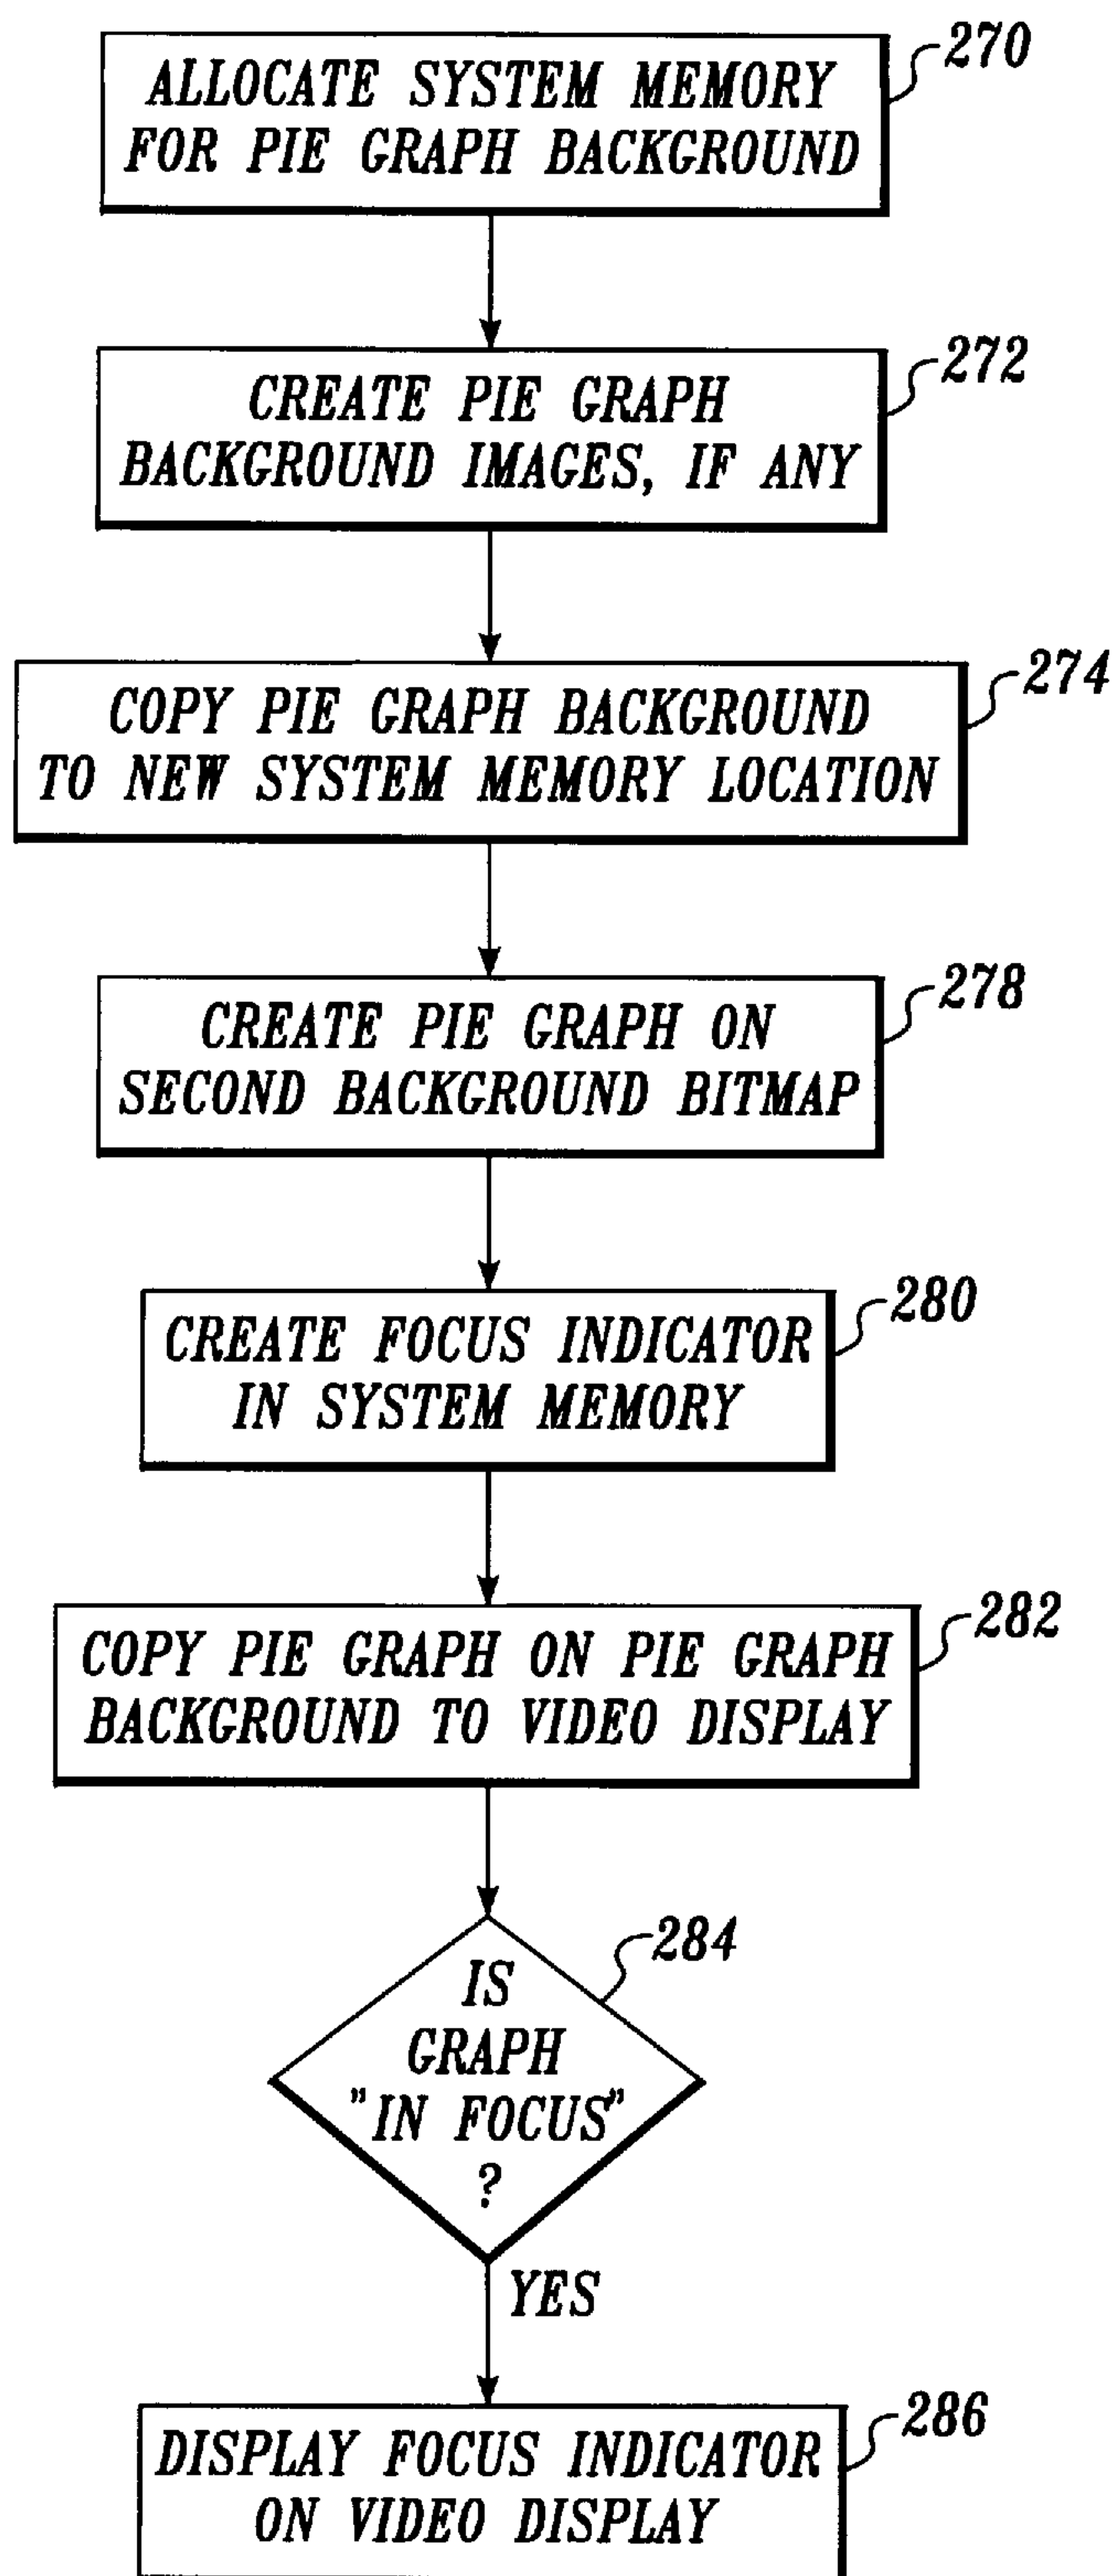 270
ALLOCATE SYSTEM MEMORY
FOR PIE GRAPH BACKGROUND
272
CREATE PIE GRAPH
BACKGROUND IMAGES, IF ANY
274
COPY PIE GRAPH BACKGROUND
TO NEW SYSTEM MEMORY LOCATION
278
CREATE PIE GRAPH ON
SECOND BACKGROUND BITMAP
280
CREATE FOCUS INDICATOR
IN SYSTEM MEMORY
282
COPY PIE GRAPH ON PIE GRAPH
BACKGROUND TO VIDEO DISPLAY
284
IS
GRAPH
"IN FOCUS"
?
YES
286
DISPLAY FOCUS INDICATOR
ON VIDEO DISPLAY